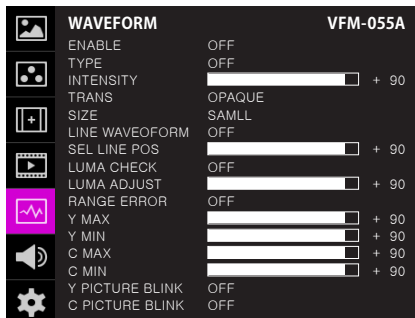 WAVEFORM VFM-055A
ENABLE OFF
TYPE OFF
INTENSITY + 90
TRANS OPAQUE
SIZE SAMLL
LINE WAVEOFORM OFF
SEL LINE POS + 90
LUMA CHECK OFF
LUMA ADJUST + 90
RANGE ERROR OFF
Y MAX + 90
Y MIN + 90
C MAX + 90
C MIN + 90
Y PICTURE BLINK OFF
C PICTURE BLINK OFF